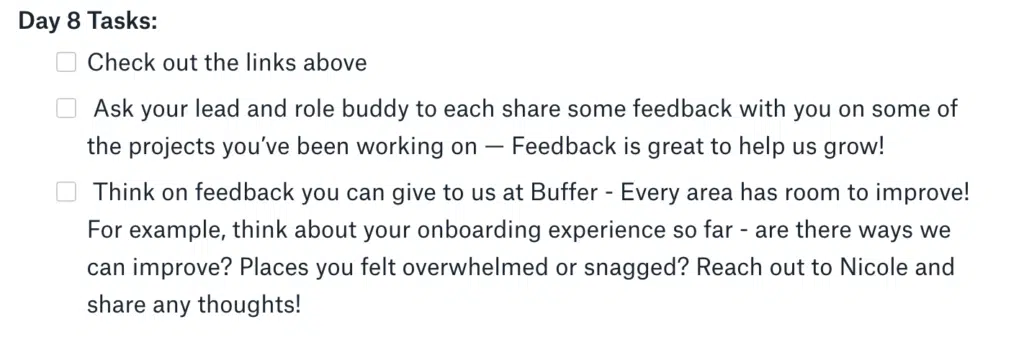 Day 8 Tasks:
Check out the links above
Ask your lead and role buddy to each share some feedback with you on some of
the projects you’ve been working on — Feedback is great to help us grow!
Think on feedback you can give to us at Buffer - Every area has room to improve!
For example, think about your onboarding experience so far - are there ways we
can improve? Places you felt overwhelmed or snagged? Reach out to Nicole and
share any thoughts!